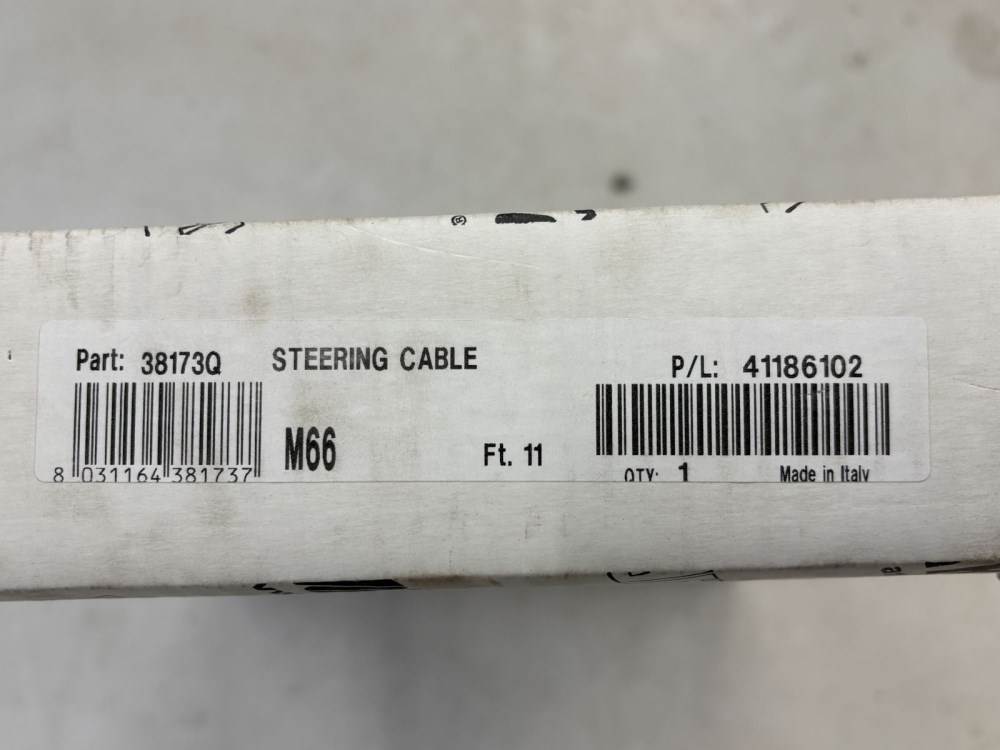 Part: 38173Q STEERING CABLE P/L: 41186102
M66 Ft. 11
8 031164 381737 QTY: 1 Made in Italy